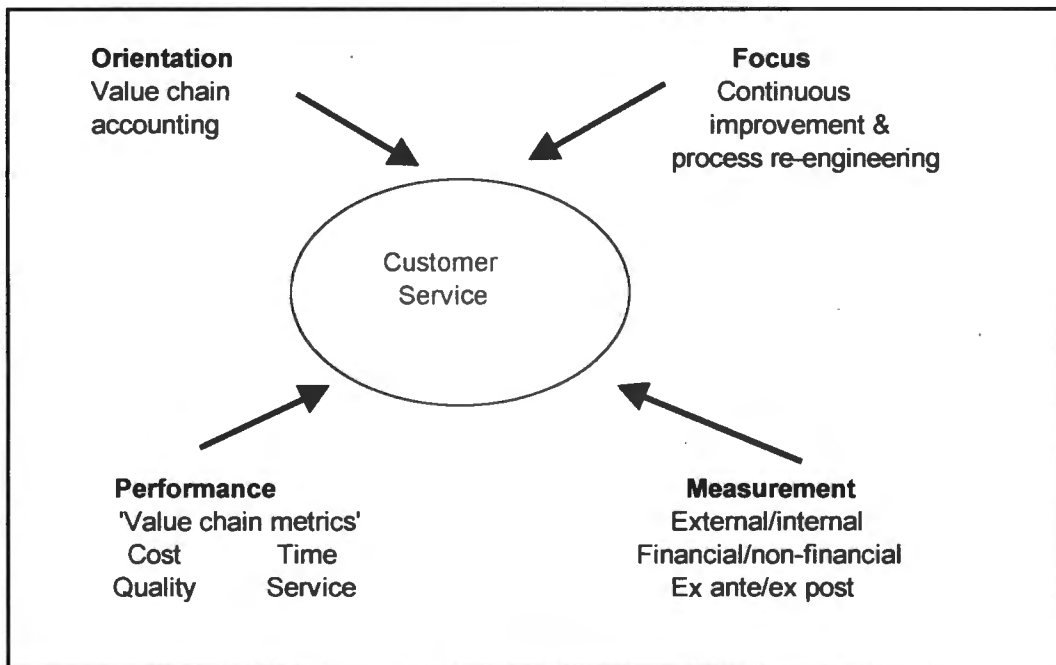 Orientation
Value chain
accounting
Focus
Continuous
improvement &
process re-engineering
Customer
Service
Performance
'Value chain metrics'
Cost Time
Quality Service
Measurement
External/internal
Financial/non-financial
Ex ante/ex post